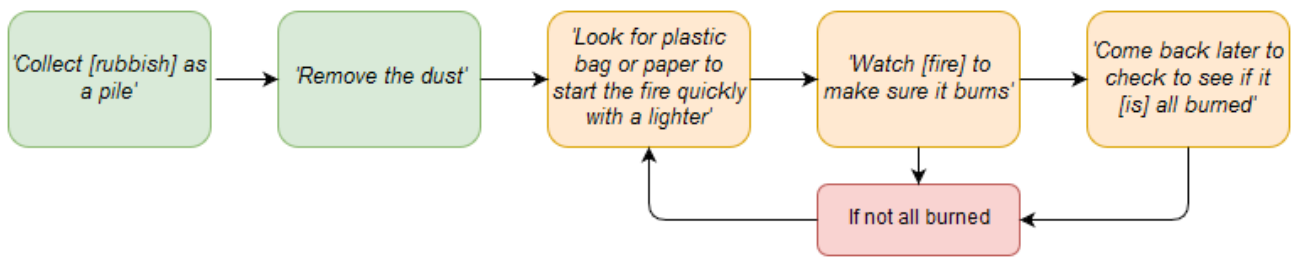 'Collect [rubbish] as
a pile'
'Remove the dust'
'Look for plastic
bag or paper to
start the fire quickly
with a lighter'
'Watch [fire] to
make sure it burns'
'Come back later to
check to see if it
[is] all burned'
If not all burned